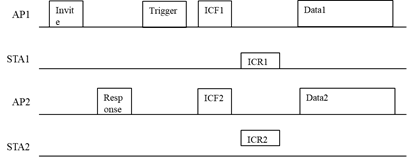 AP1 Invit Trigger ICF1 Data1
e
STA1 ICR1
AP2 Resp ICF2 Data2
onse
STA2 ICR2